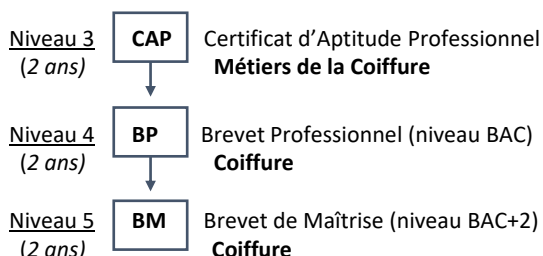 Niveau 3 CAP Certificat d’Aptitude Professionnel
(2 ans) Métiers de la Coiffure
Niveau 4 BP Brevet Professionnel (niveau BAC)
(2 ans) Coiffure
Niveau 5 BM Brevet de Maîtrise (niveau BAC+2)
(2 ans) Coiffure